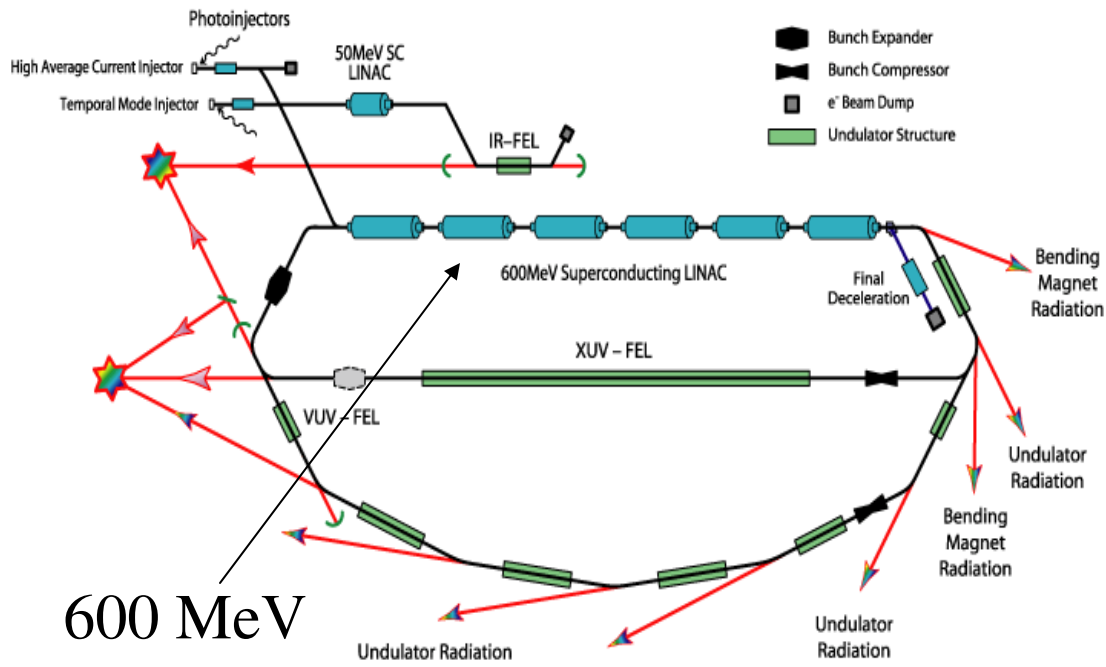 Photoinjectors
High Average Current Injector
Temporal Mode Injector
50MeV SC
LINAC
IR–FEL
Bunch Expander
Bunch Compressor
e⁻ Beam Dump
Undulator Structure
600MeV Superconducting LINAC
Final
Deceleration
Bending
Magnet
Radiation
XUV – FEL
VUV – FEL
Undulator
Radiation
Bending
Magnet
Radiation
600 MeV
Undulator Radiation
Undulator
Radiation